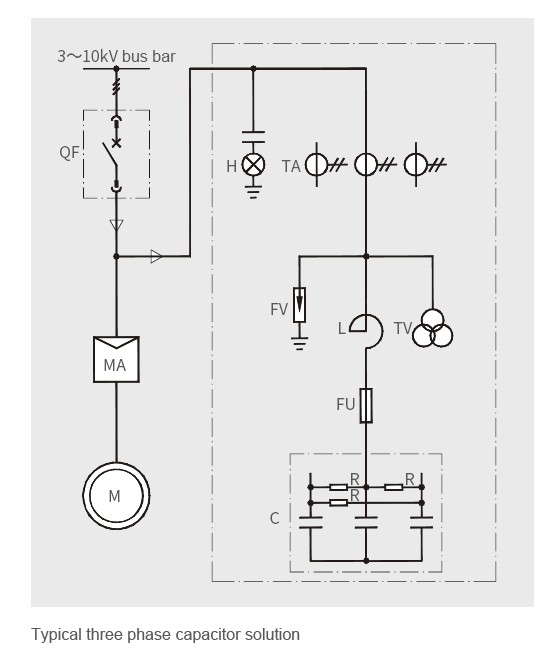 3～10kV bus bar
QF
H
TA
FV
L
TV
MA
FU
M
R
R
R
C
Typical three phase capacitor solution